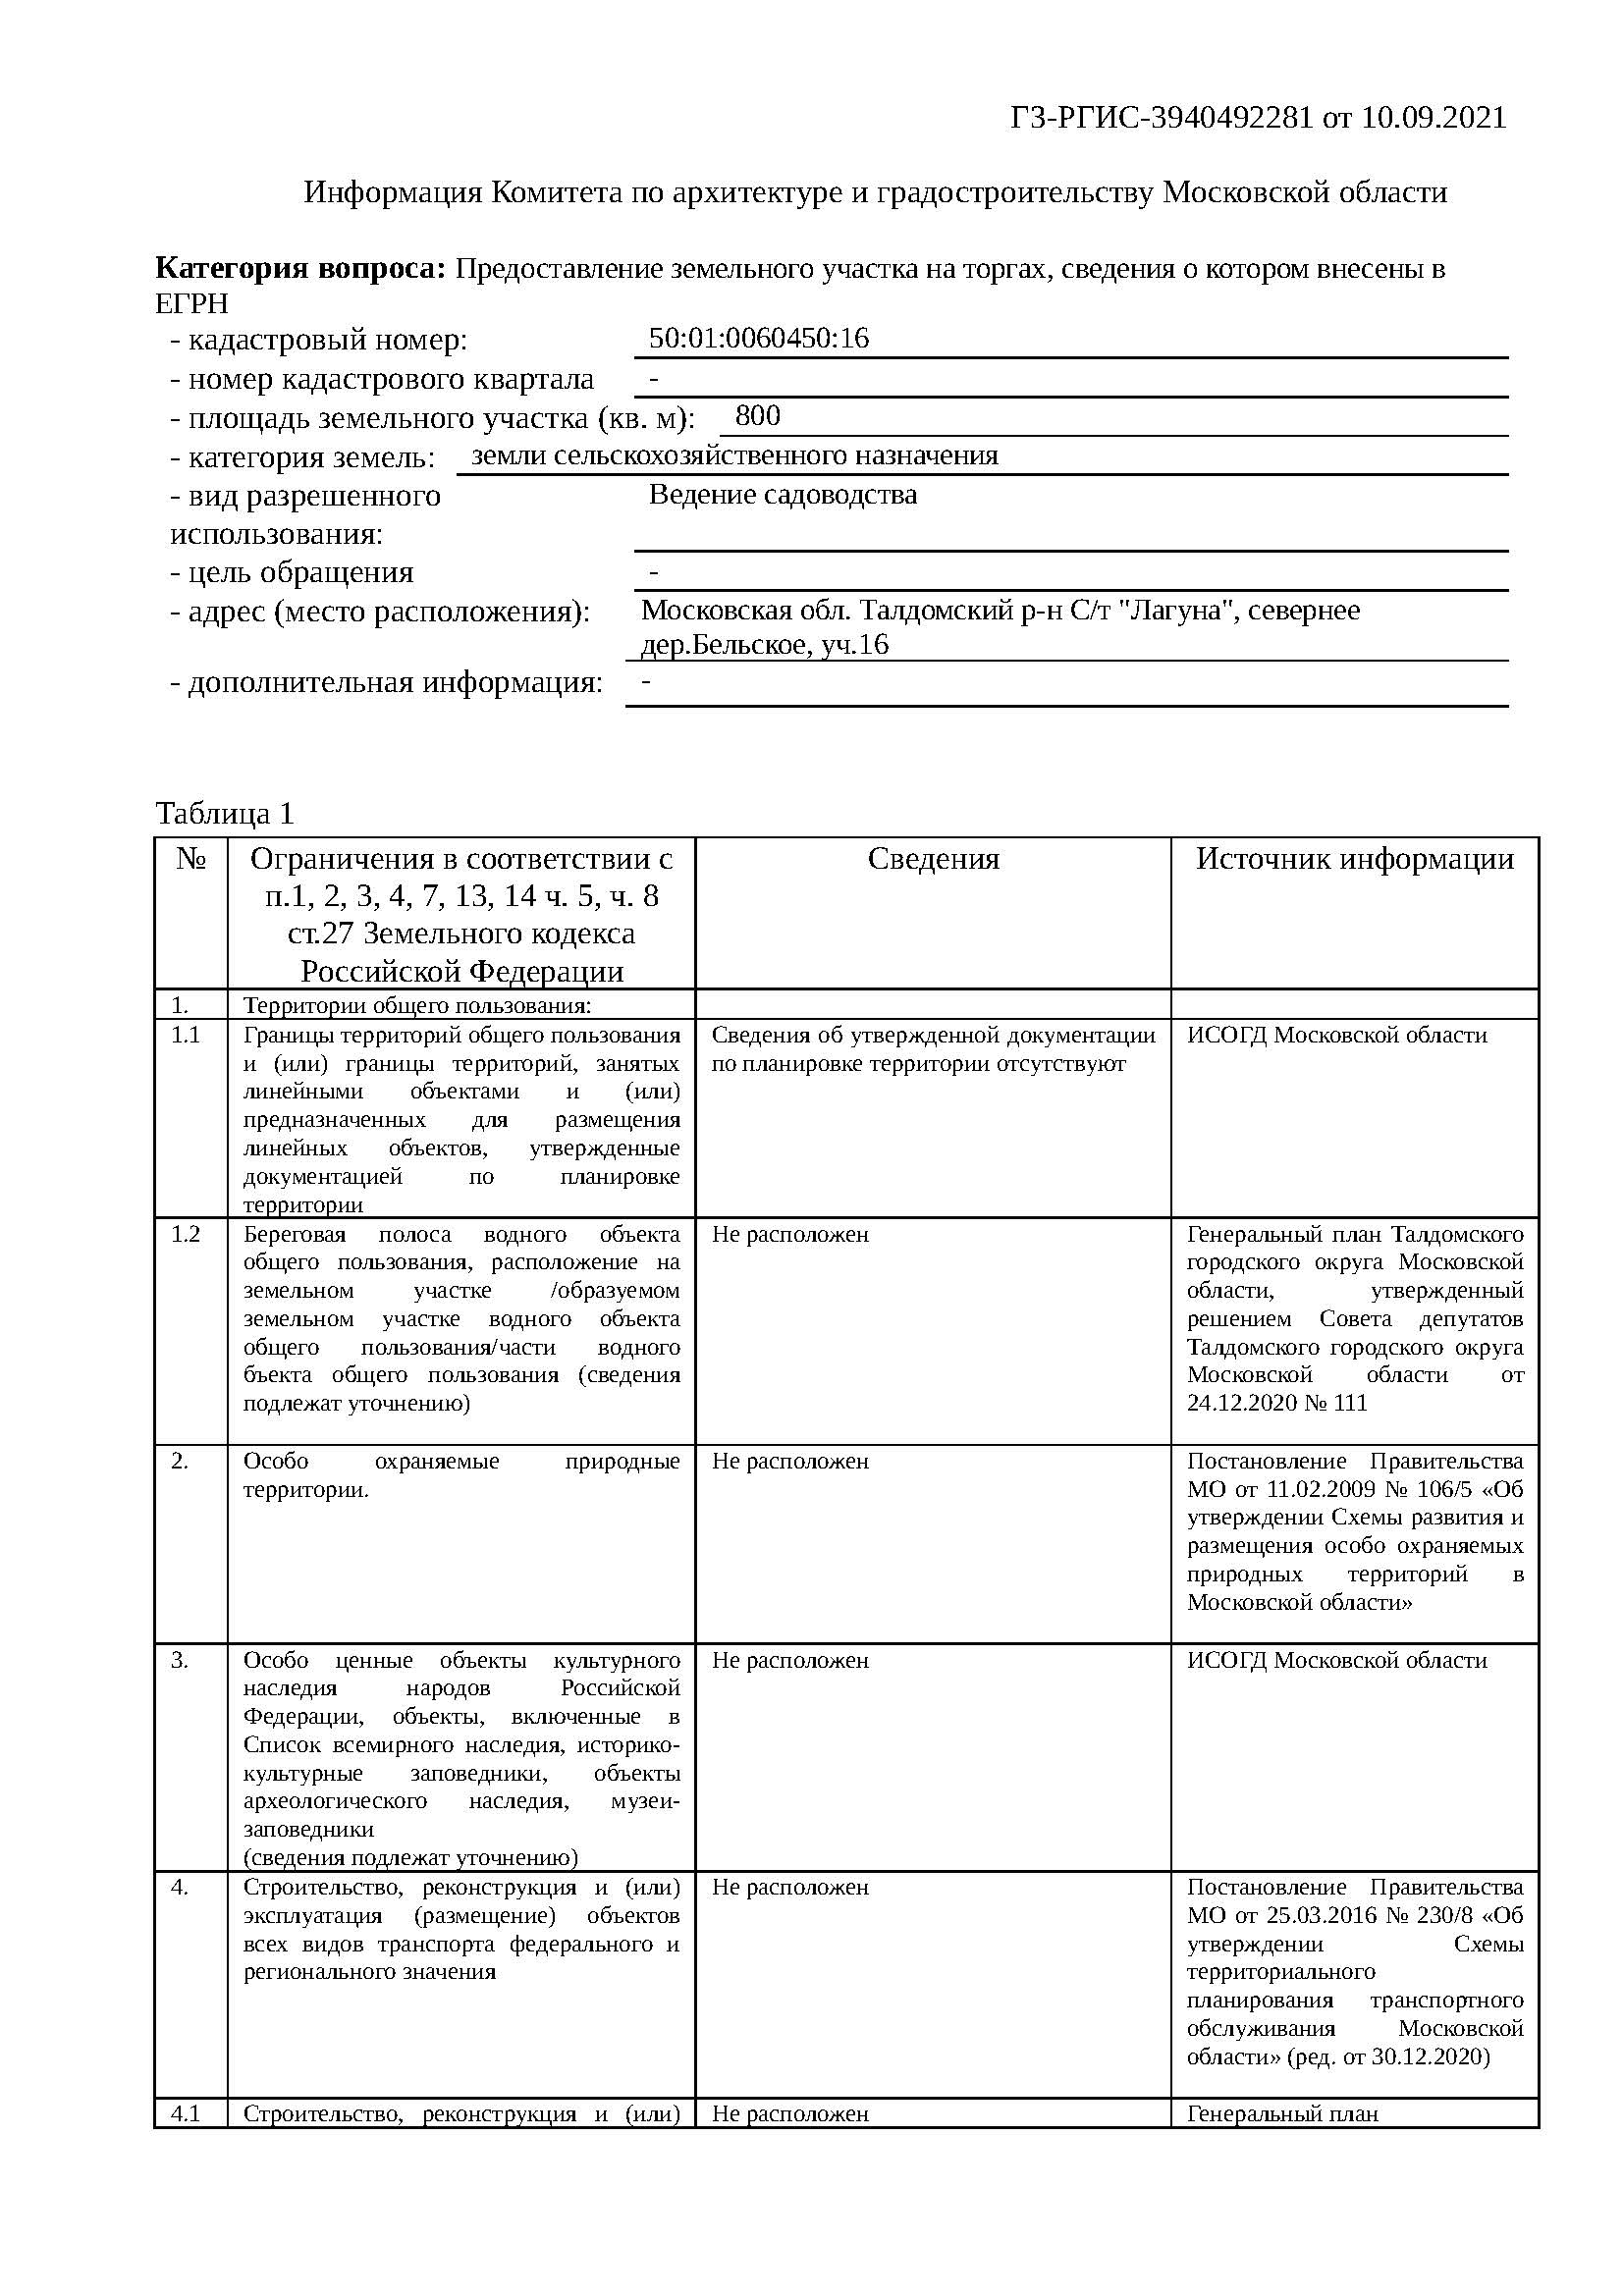 ГЗ-РГИС-3940492281 от 10.09.2021
Информация Комитета по архитектуре и градостроительству Московской области
Категория вопроса: Предоставление земельного участка на торгах, сведения о котором внесены в
ЕГРН
- кадастровый номер: 50:01:0060450:16
- номер кадастрового квартала -
- площадь земельного участка (кв. м): 800
- категория земель: земли сельскохозяйственного назначения
- вид разрешенного Ведение садоводства
использования:
- цель обращения -
- адрес (место расположения): Московская обл. Талдомский р-н С/т "Лагуна", севернее
дер.Бельское, уч.16
- дополнительная информация: -
Таблица 1
№
Ограничения в соответствии с
п.1, 2, 3, 4, 7, 13, 14 ч. 5, ч. 8
ст.27 Земельного кодекса
Российской Федерации
Сведения
Источник информации
1.
Территории общего пользования:
1.1
Границы территорий общего пользования
и (или) границы территорий, занятых
линейными объектами и (или)
предназначенных для размещения
линейных объектов, утвержденные
документацией по планировке
территории
Сведения об утвержденной документации
по планировке территории отсутствуют
ИСОГД Московской области
1.2
Береговая полоса водного объекта
общего пользования, расположение на
земельном участке /образуемом
земельном участке водного объекта
общего пользования/части водного
бъекта общего пользования (сведения
подлежат уточнению)
Не расположен
Генеральный план Талдомского
городского округа Московской
области, утвержденный
решением Совета депутатов
Талдомского городского округа
Московской области от
24.12.2020 № 111
2.
Особо охраняемые природные
территории.
Не расположен
Постановление Правительства
МО от 11.02.2009 № 106/5 «Об
утверждении Схемы развития и
размещения особо охраняемых
природных территорий в
Московской области»
3.
Особо ценные объекты культурного
наследия народов Российской
Федерации, объекты, включенные в
Список всемирного наследия, историко-
культурные заповедники, объекты
археологического наследия, музеи-
заповедники
(сведения подлежат уточнению)
Не расположен
ИСОГД Московской области
4.
Строительство, реконструкция и (или)
эксплуатация (размещение) объектов
всех видов транспорта федерального и
регионального значения
Не расположен
Постановление Правительства
МО от 25.03.2016 № 230/8 «Об
утверждении Схемы
территориального
планирования транспортного
обслуживания Московской
области» (ред. от 30.12.2020)
4.1
Строительство, реконструкция и (или)
Не расположен
Генеральный план